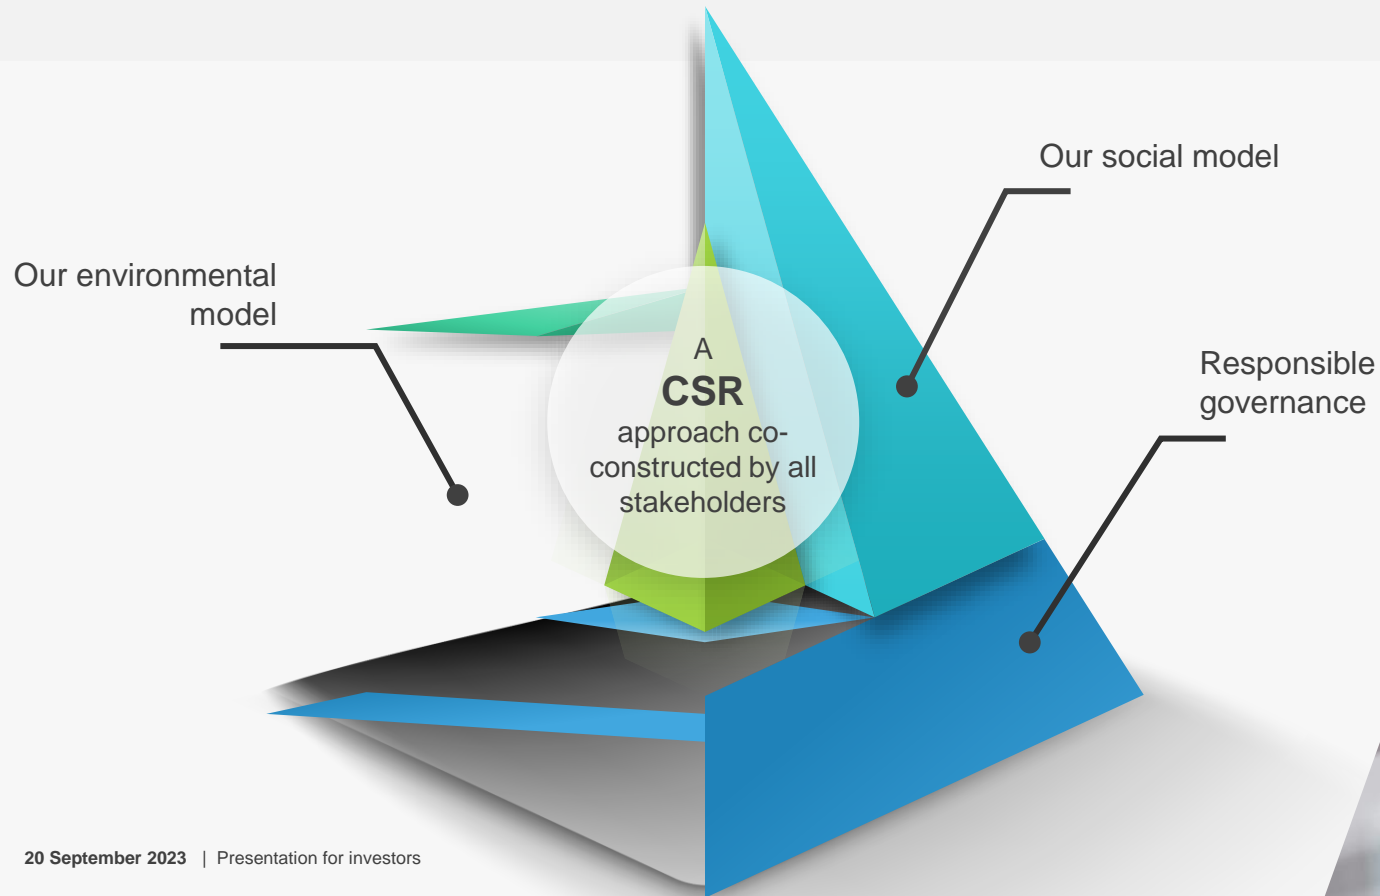 Our social model
Our environmental
model
A
CSR
approach co-
constructed by all
stakeholders
Responsible
governance
20 September 2023 | Presentation for investors